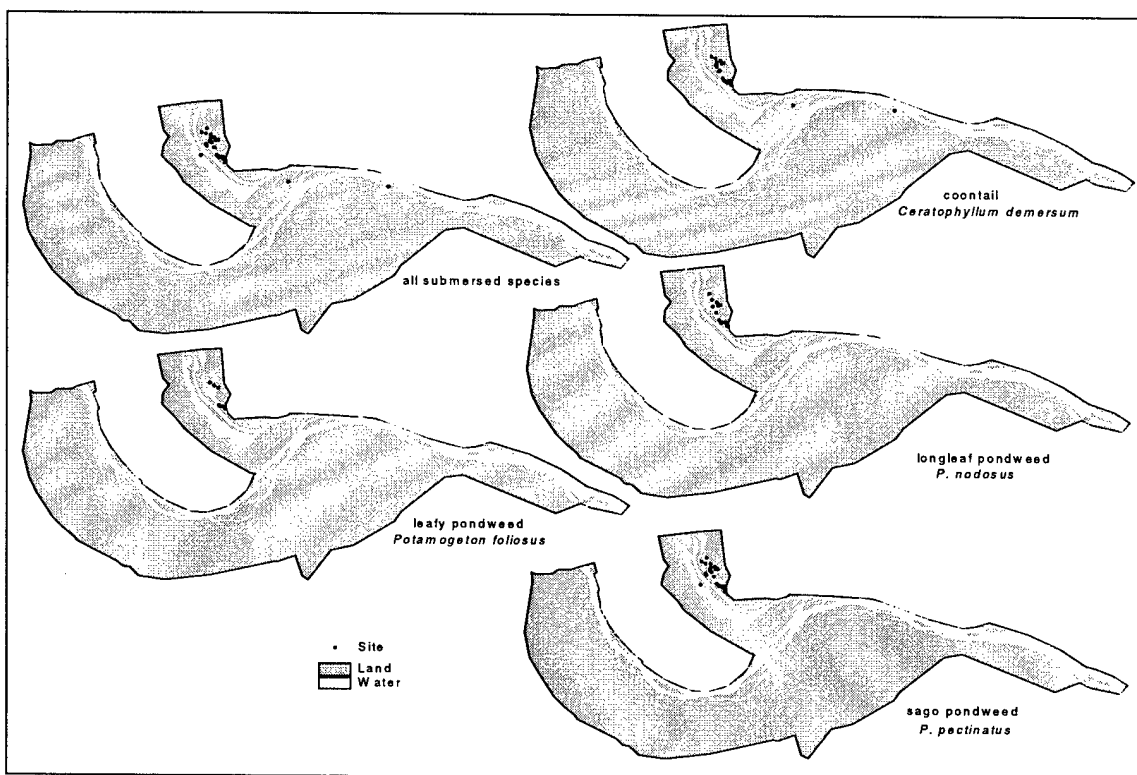 coontail
Ceratophyllum demersum
all submersed species
longleaf pondweed
P. nodosus
leafy pondweed
Potamogeton foliosus
Site
Land
Water
sago pondweed
P. pectinatus